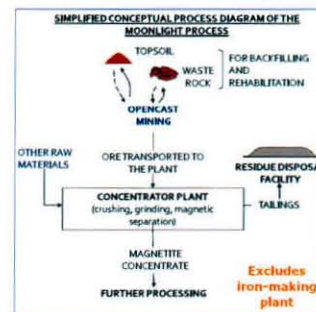 SIMPLIFIED CONCEPTUAL PROCESS DIAGRAM OF THE
MOONLIGHT PROCESS
TOPSOIL
WASTE
ROCK
FOR BACKFILLING
AND
REHABILITATION
OPENCAST
MINING
OTHER RAW
MATERIALS
ORE TRANSPORTED TO
THE PLANT
RESIDUE DISPOSA
FACILITY
CONCENTRATOR PLANT
(crushing, grinding, magnetic
separation)
TAILINGS
MAGNETITE
CONCENTRATE
FURTHER PROCESSING
Excludes
iron-making
plant